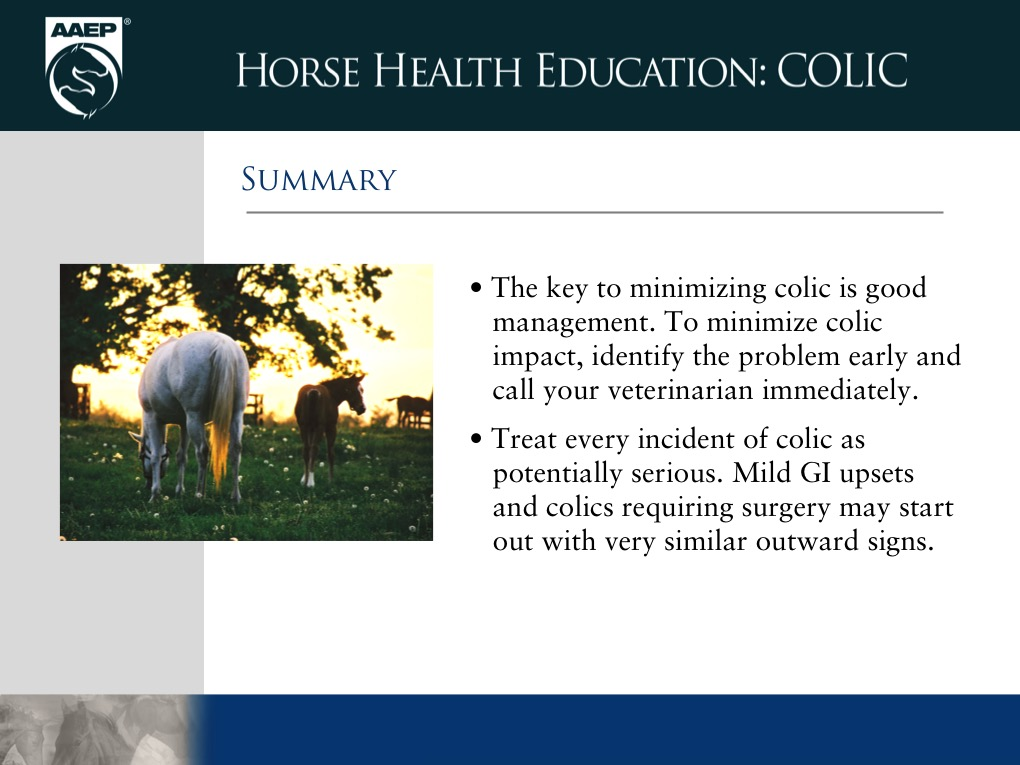 AAEP®
HORSE HEALTH EDUCATION: COLIC
SUMMARY
• The key to minimizing colic is good
management. To minimize colic
impact, identify the problem early and
call your veterinarian immediately.
• Treat every incident of colic as
potentially serious. Mild GI upsets
and colics requiring surgery may start
out with very similar outward signs.